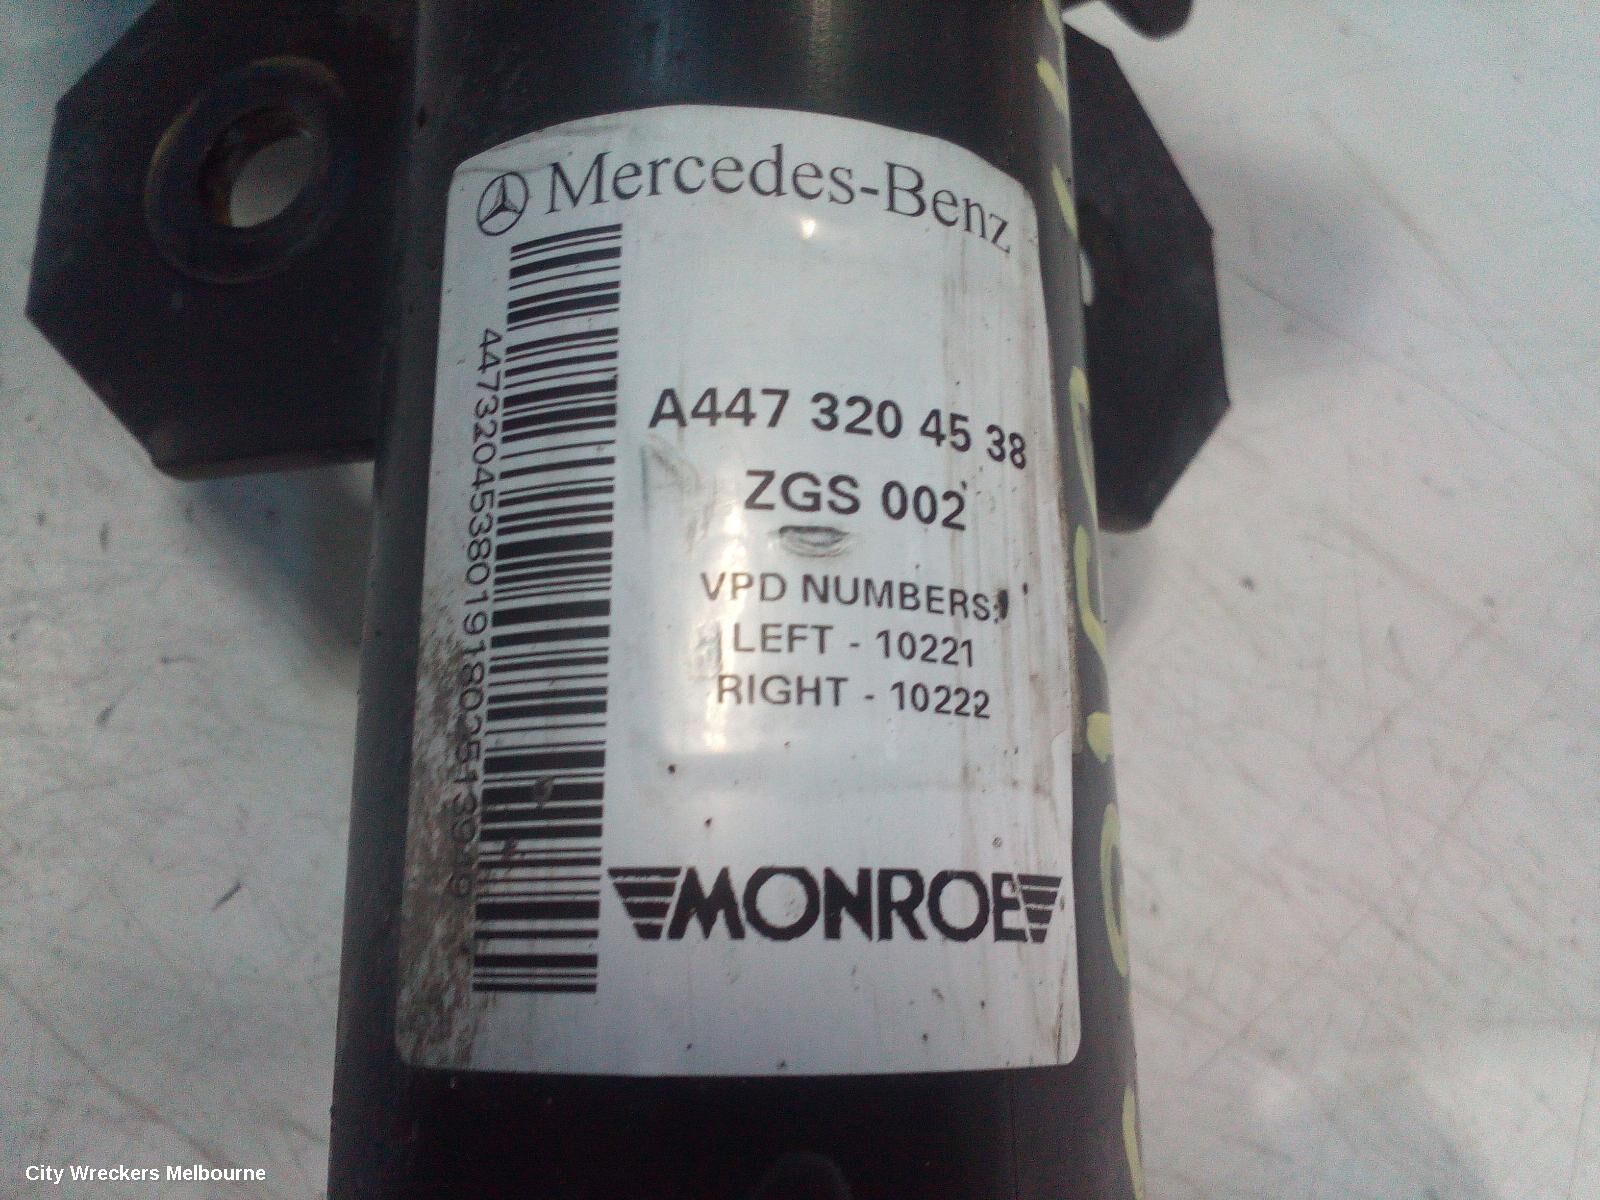 Mercedes-Benz
A447 320 45 38
ZGS 002
VPD NUMBERS:
LEFT - 10221
RIGHT - 10222
MONROE
City Wreckers Melbourne